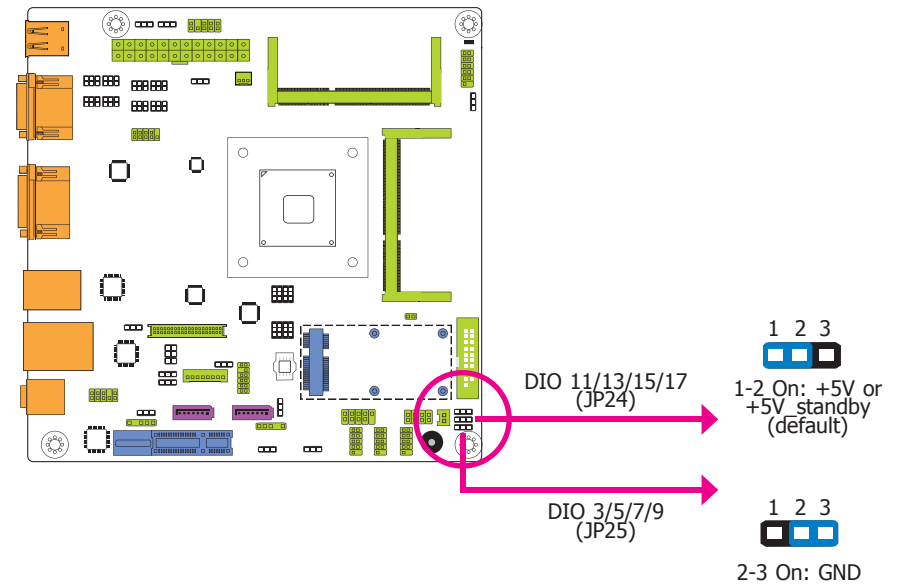 DIO 11/13/15/17
(JP24)
1 2 3
1-2 On: +5V or
+5V_standby
(default)
DIO 3/5/7/9
(JP25)
1 2 3
2-3 On: GND